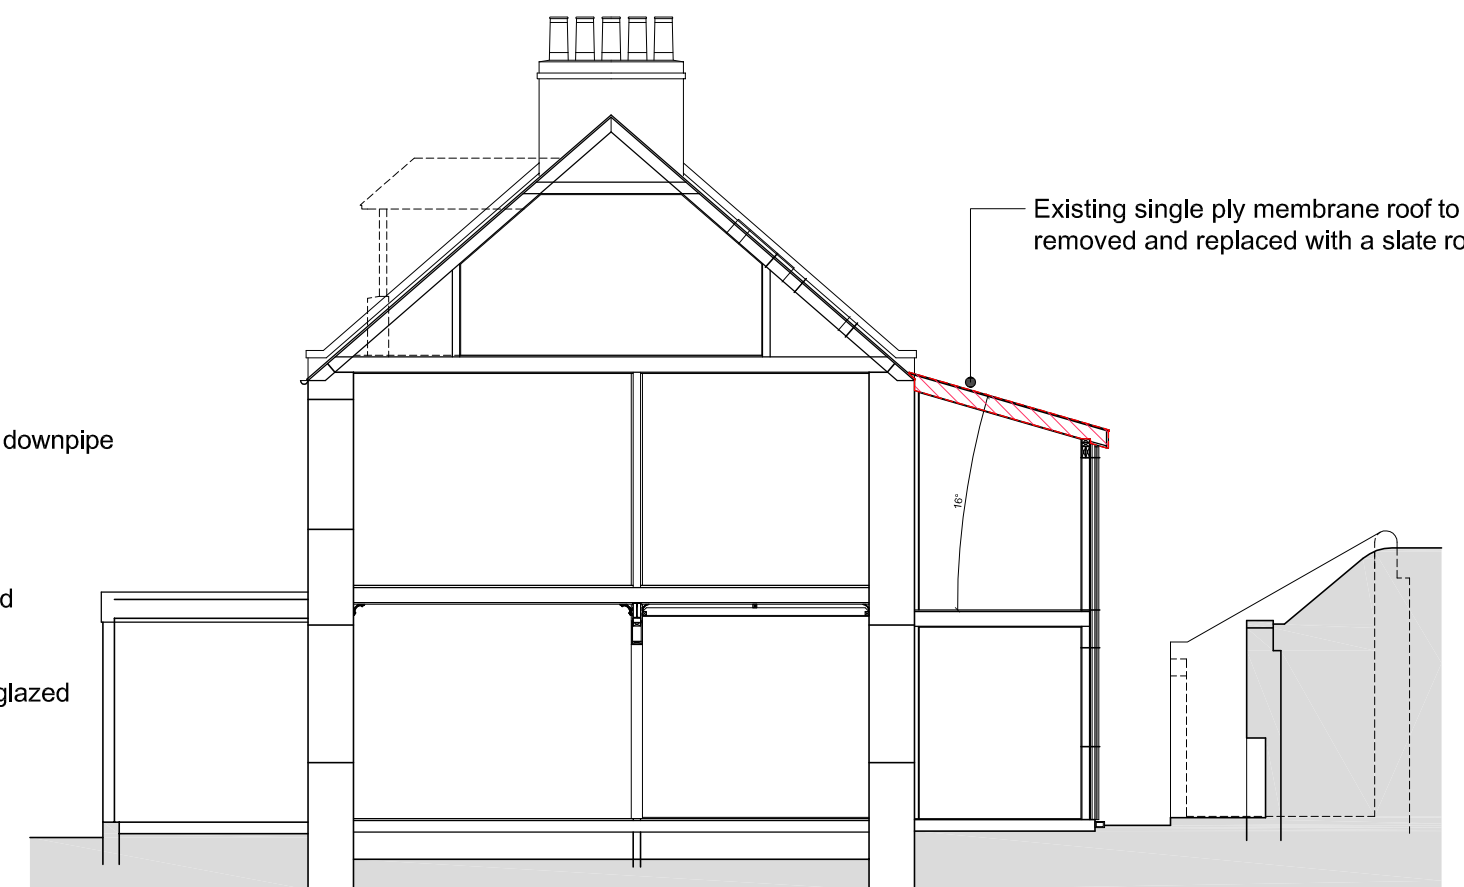 Existing single ply membrane roof to
removed and replaced with a slate ro
downpipe
16°
d
glazed